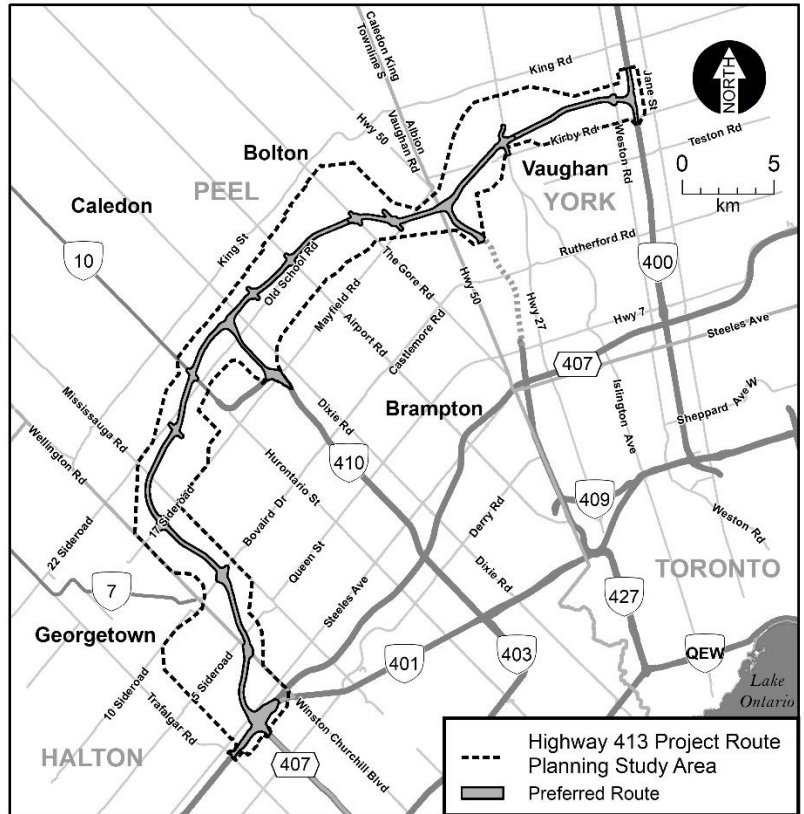 Caledon King
Townline S
King Rd
Jane St
NORTH
Hwy 50
Albion
Vaughan Rd
Kirby Rd
Weston Rd
Teston Rd
Bolton
Vaughan
0 5
km
PEEL
YORK
Caledon
King St
Rutherford Rd
10
Old School Rd
The Gore Rd
400
Mayfield Rd
Airport Rd
Hwy 50
Hwy 27
Castlemore Rd
Hwy 7
Steeles Ave
407
Mississauga Rd
Brampton
Islington
Ave
Sheppard Ave W
Wellington Rd
Dixie Rd
410
Hurontario St
17 Sideroad
22 Sideroad
Bovaird Dr
Queen St
Derry Rd
409
Weston Rd
Dixie Rd
Steeles Ave
TORONTO
7
427
Georgetown
403
401
QEW
5 Sideroad
10 Sideroad
Lake
Ontario
Trafalgar Rd
Winston Churchill Blvd
HALTON
407
Highway 413 Project Route
Planning Study Area
Preferred Route